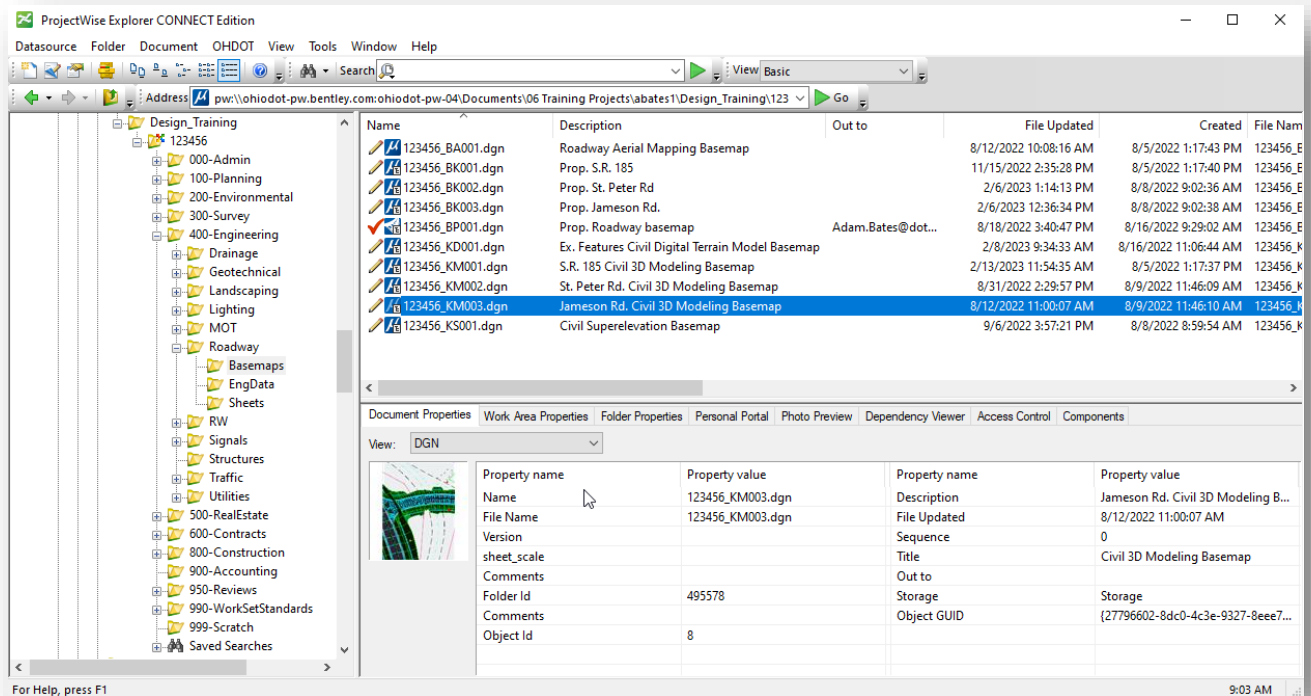 ProjectWise Explorer CONNECT Edition
Datasource Folder Document OHDOT View Tools Window Help
Search View Basic
Address pw:\\ohiodot-pw.bentley.com:ohiodot-pw-04\Documents\06 Training Projects\abates1\Design_Training\123 Go
Design_Training
123456
000-Admin
100-Planning
200-Environmental
300-Survey
400-Engineering
Drainage
Geotechnical
Landscaping
Lighting
MOT
Roadway
Basemaps
EngData
Sheets
RW
Signals
Structures
Traffic
Utilities
500-RealEstate
600-Contracts
800-Construction
900-Accounting
950-Reviews
990-WorkSetStandards
999-Scratch
Saved Searches
Name Description Out to File Updated Created File Nam
123456_BA001.dgn Roadway Aerial Mapping Basemap 8/12/2022 10:08:16 AM 8/5/2022 1:17:43 PM 123456_E
123456_BK001.dgn Prop. S.R. 185 11/15/2022 2:35:28 PM 8/5/2022 1:17:40 PM 123456_E
123456_BK002.dgn Prop. St. Peter Rd 2/6/2023 1:14:13 PM 8/8/2022 9:02:36 AM 123456_E
123456_BK003.dgn Prop. Jameson Rd. 2/6/2023 12:36:34 PM 8/8/2022 9:02:38 AM 123456_E
123456_BP001.dgn Prop. Roadway basemap Adam.Bates@dot... 8/18/2022 3:40:47 PM 8/16/2022 9:29:02 AM 123456_E
123456_KD001.dgn Ex. Features Civil Digital Terrain Model Basemap 2/8/2023 9:34:33 AM 8/16/2022 11:06:44 AM 123456_K
123456_KM001.dgn S.R. 185 Civil 3D Modeling Basemap 2/13/2023 11:54:35 AM 8/5/2022 1:17:37 PM 123456_K
123456_KM002.dgn St. Peter Rd. Civil 3D Modeling Basemap 8/31/2022 2:29:57 PM 8/9/2022 11:46:09 AM 123456_K
123456_KM003.dgn Jameson Rd. Civil 3D Modeling Basemap 8/12/2022 11:00:07 AM 8/9/2022 11:46:10 AM 123456_K
123456_KS001.dgn Civil Superelevation Basemap 9/6/2022 3:57:21 PM 8/8/2022 8:59:54 AM 123456_K
Document Properties Work Area Properties Folder Properties Personal Portal Photo Preview Dependency Viewer Access Control Components
View: DGN
Property name Property value Property name Property value
Name 123456_KM003.dgn Description Jameson Rd. Civil 3D Modeling B...
File Name 123456_KM003.dgn File Updated 8/12/2022 11:00:07 AM
Version Sequence 0
sheet_scale Title Civil 3D Modeling Basemap
Comments Out to
Folder Id 495578 Storage Storage
Comments Object GUID {27796602-8dc0-4c3e-9327-8eee7...
Object Id 8
For Help, press F1 9:03 AM